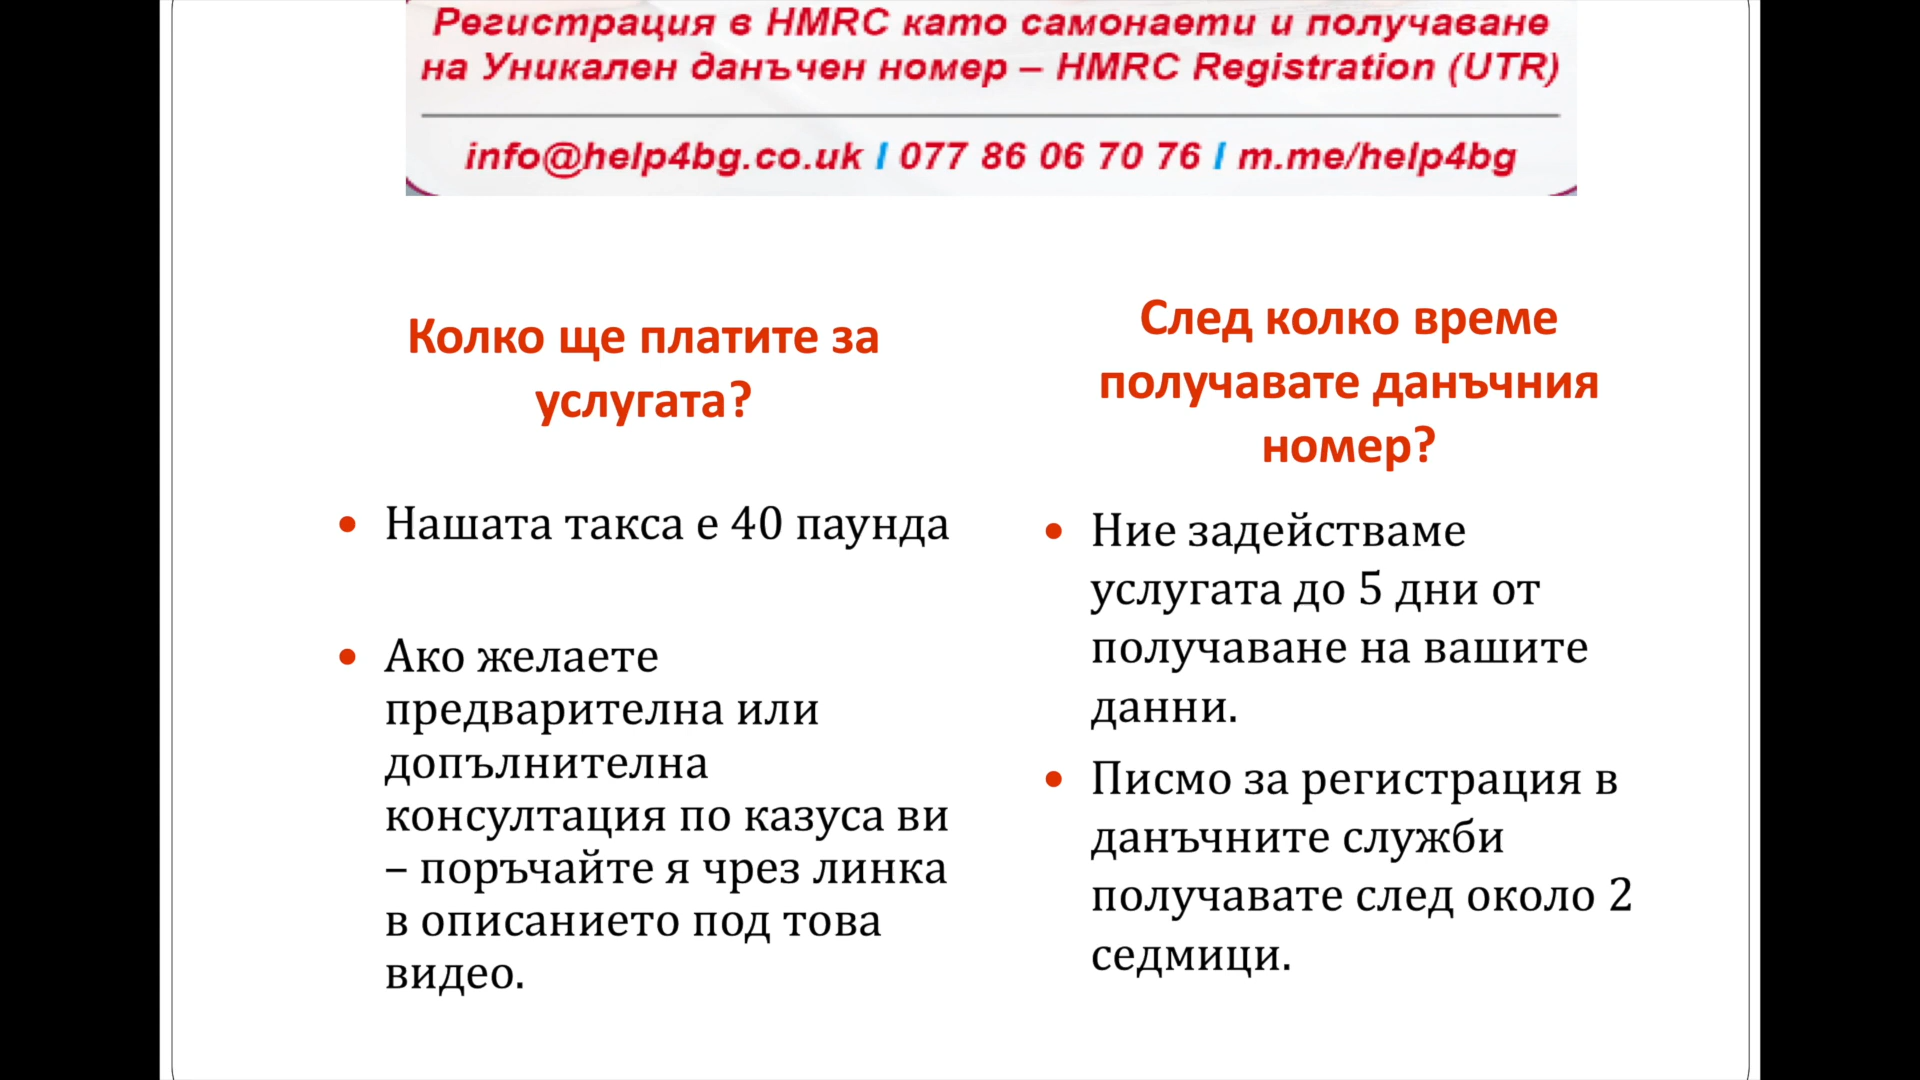 Регистрация в HMRC като самонаети и получаване
на Уникален данъчен номер – HMRC Registration (UTR)
info@help4bg.co.uk I 077 86 06 70 76 I m.me/help4bg
Колко ще платите за
услугата?
• Нашата такса е 40 паунда
• Ако желаете
предварителна или
допълнителна
консултация по казуса ви
– поръчайте я чрез линка
в описанието под това
видео.
След колко време
получавате данъчния
номер?
• Ние задействаме
услугата до 5 дни от
получаване на вашите
данни.
• Писмо за регистрация в
данъчните служби
получавате след около 2
седмици.